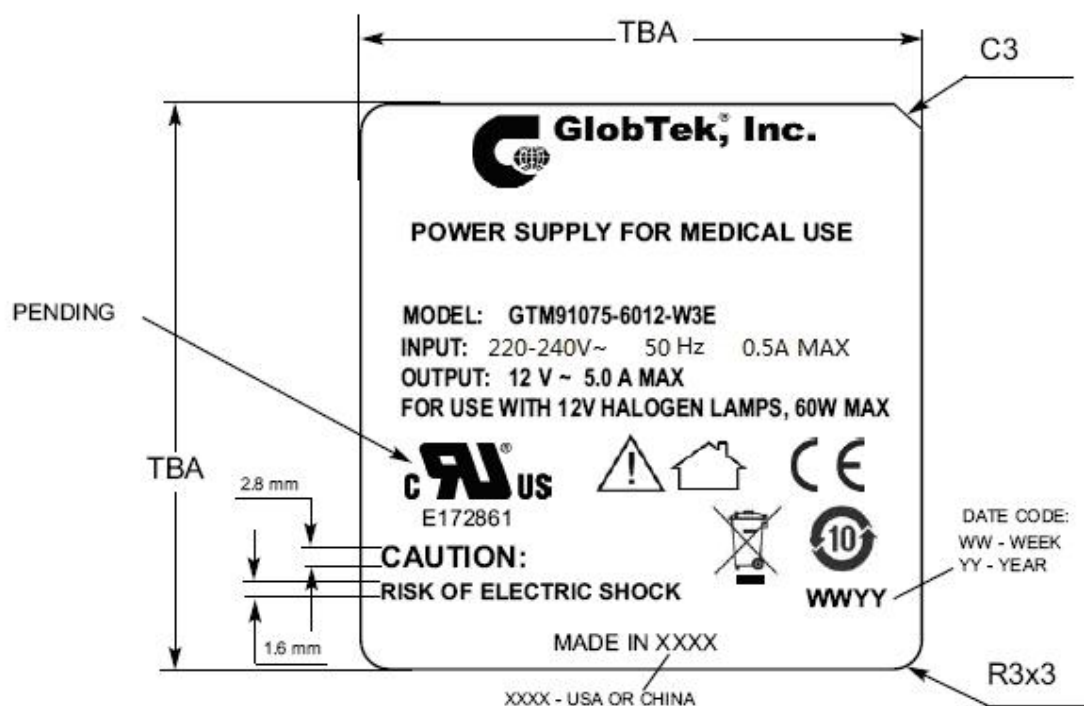 TBA
C3
GlobTek,® Inc.
POWER SUPPLY FOR MEDICAL USE
PENDING
MODEL: GTM91075-6012-W3E
INPUT: 220-240V~ 50 Hz 0.5A MAX
OUTPUT: 12 V ~ 5.0 A MAX
FOR USE WITH 12V HALOGEN LAMPS, 60W MAX
TBA
C RU® US
E172861
CE
10
2.8 mm
DATE CODE:
WW - WEEK
YY - YEAR
CAUTION:
RISK OF ELECTRIC SHOCK
WWYY
1.6 mm
MADE IN XXXX
XXXX - USA OR CHINA
R3x3